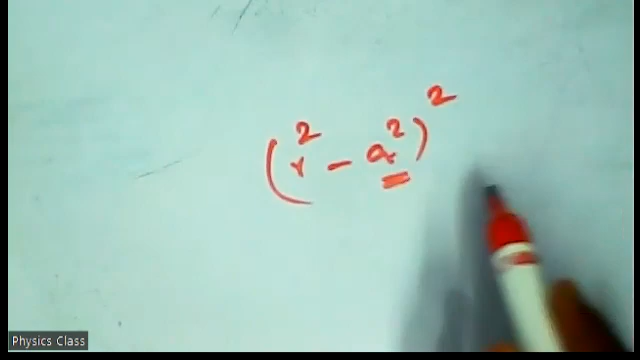 (r² - a²)²
Physics Class